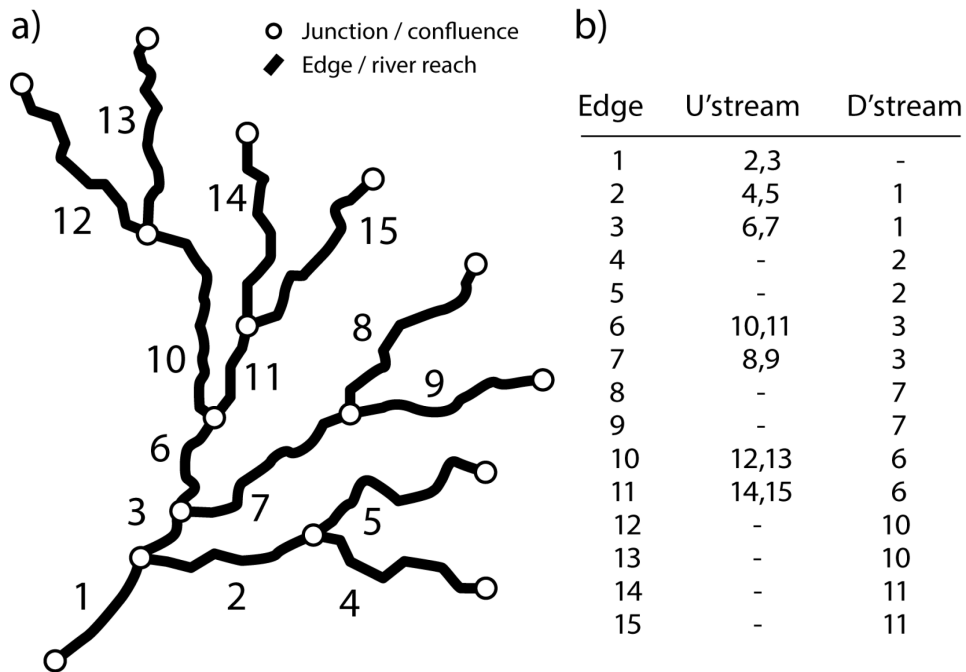 a)
Junction / confluence
Edge / river reach
13
12
14
15
10
11
8
9
6
7
3
5
1
2
4
b)
Edge U'stream D'stream
1 2,3 -
2 4,5 1
3 6,7 1
4 - 2
5 - 2
6 10,11 3
7 8,9 3
8 - 7
9 - 7
10 12,13 6
11 14,15 6
12 - 10
13 - 10
14 - 11
15 - 11